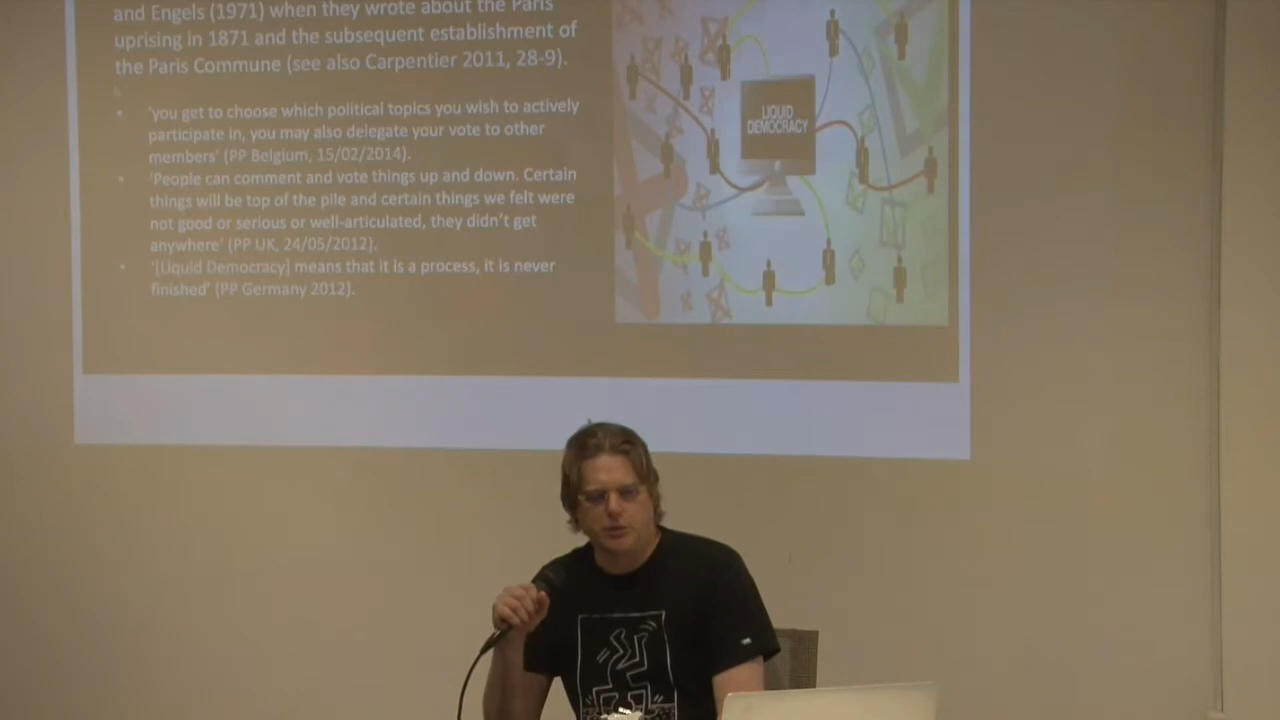 and Engels (1971) when they wrote about the Paris
uprising in 1871 and the subsequent establishment of
the Paris Commune (see also Carpentier 2011, 28-9).
• 'you get to choose which political topics you wish to actively
participate in, you may also delegate your vote to other
members' (PP Belgium, 15/02/2014).
• 'People can comment and vote things up and down. Certain
things will be top of the pile and certain things we felt were
not good or serious or well-articulated, they didn't get
anywhere' (PP UK, 24/05/2012).
• '[Liquid Democracy] means that it is a process, it is never
finished' (PP Germany 2012).
LIQUID
DEMOCRACY